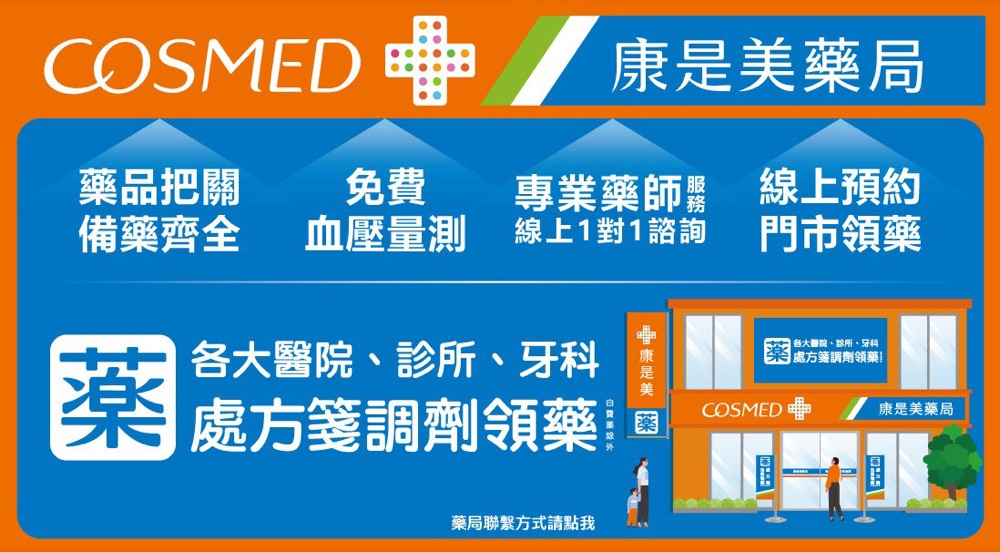 COSMED
康是美藥局
藥品把關
備藥齊全
免費
血壓量測
專業藥師服務
線上1對1諮詢
線上預約
門市領藥
薬
各大醫院、診所、牙科
處方箋調劑領藥
自費藥除外
康是美
薬
薬
各大醫院、診所、牙科
處方箋調劑領藥
COSMED
康是美藥局
藥局聯繫方式請點我